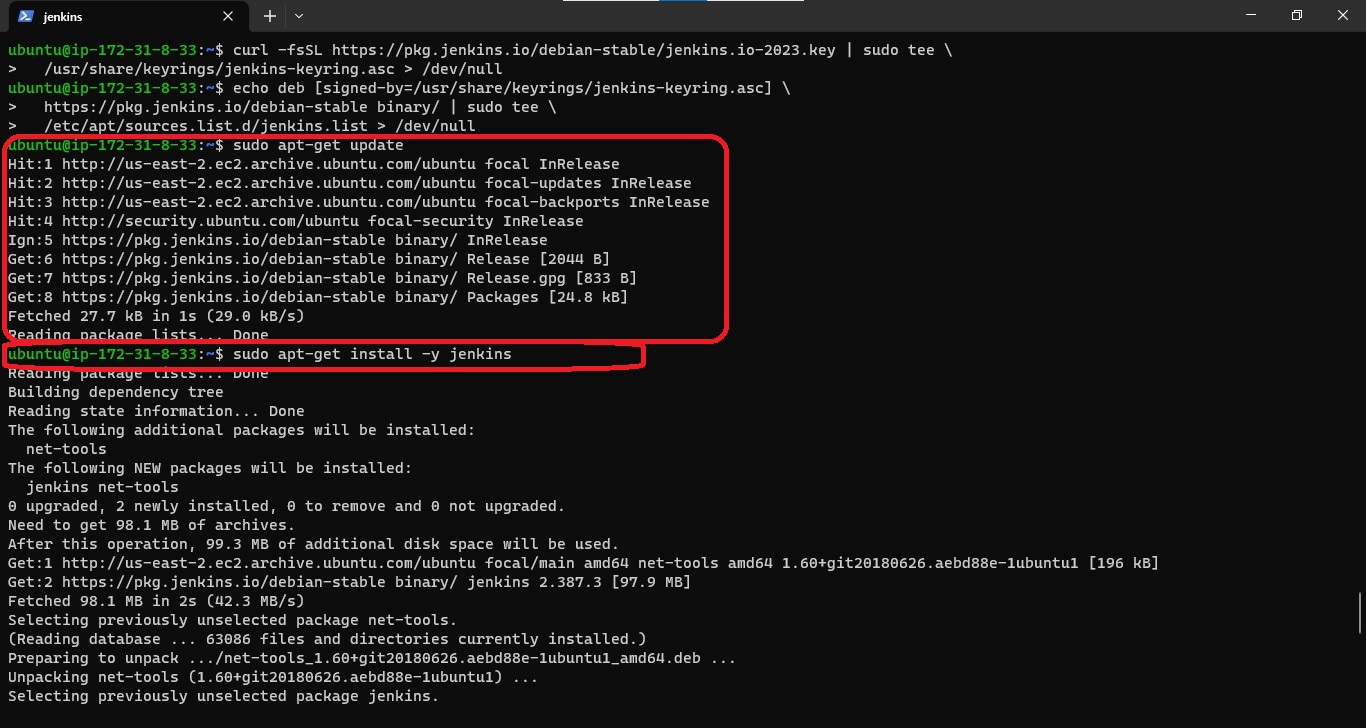 jenkins
ubuntu@ip-172-31-8-33:~$ curl -fsSL https://pkg.jenkins.io/debian-stable/jenkins.io-2023.key | sudo tee \
>   /usr/share/keyrings/jenkins-keyring.asc > /dev/null
ubuntu@ip-172-31-8-33:~$ echo deb [signed-by=/usr/share/keyrings/jenkins-keyring.asc] \
>   https://pkg.jenkins.io/debian-stable binary/ | sudo tee \
>   /etc/apt/sources.list.d/jenkins.list > /dev/null
ubuntu@ip-172-31-8-33:~$ sudo apt-get update
Hit:1 http://us-east-2.ec2.archive.ubuntu.com/ubuntu focal InRelease
Hit:2 http://us-east-2.ec2.archive.ubuntu.com/ubuntu focal-updates InRelease
Hit:3 http://us-east-2.ec2.archive.ubuntu.com/ubuntu focal-backports InRelease
Hit:4 http://security.ubuntu.com/ubuntu focal-security InRelease
Ign:5 https://pkg.jenkins.io/debian-stable binary/ InRelease
Get:6 https://pkg.jenkins.io/debian-stable binary/ Release [2044 B]
Get:7 https://pkg.jenkins.io/debian-stable binary/ Release.gpg [833 B]
Get:8 https://pkg.jenkins.io/debian-stable binary/ Packages [24.8 kB]
Fetched 27.7 kB in 1s (29.0 kB/s)
Reading package lists... Done
ubuntu@ip-172-31-8-33:~$ sudo apt-get install -y jenkins
Reading package lists... Done
Building dependency tree
Reading state information... Done
The following additional packages will be installed:
  net-tools
The following NEW packages will be installed:
  jenkins net-tools
0 upgraded, 2 newly installed, 0 to remove and 0 not upgraded.
Need to get 98.1 MB of archives.
After this operation, 99.3 MB of additional disk space will be used.
Get:1 http://us-east-2.ec2.archive.ubuntu.com/ubuntu focal/main amd64 net-tools amd64 1.60+git20180626.aebd88e-1ubuntu1 [196 kB]
Get:2 https://pkg.jenkins.io/debian-stable binary/ jenkins 2.387.3 [97.9 MB]
Fetched 98.1 MB in 2s (42.3 MB/s)
Selecting previously unselected package net-tools.
(Reading database ... 63086 files and directories currently installed.)
Preparing to unpack .../net-tools_1.60+git20180626.aebd88e-1ubuntu1_amd64.deb ...
Unpacking net-tools (1.60+git20180626.aebd88e-1ubuntu1) ...
Selecting previously unselected package jenkins.